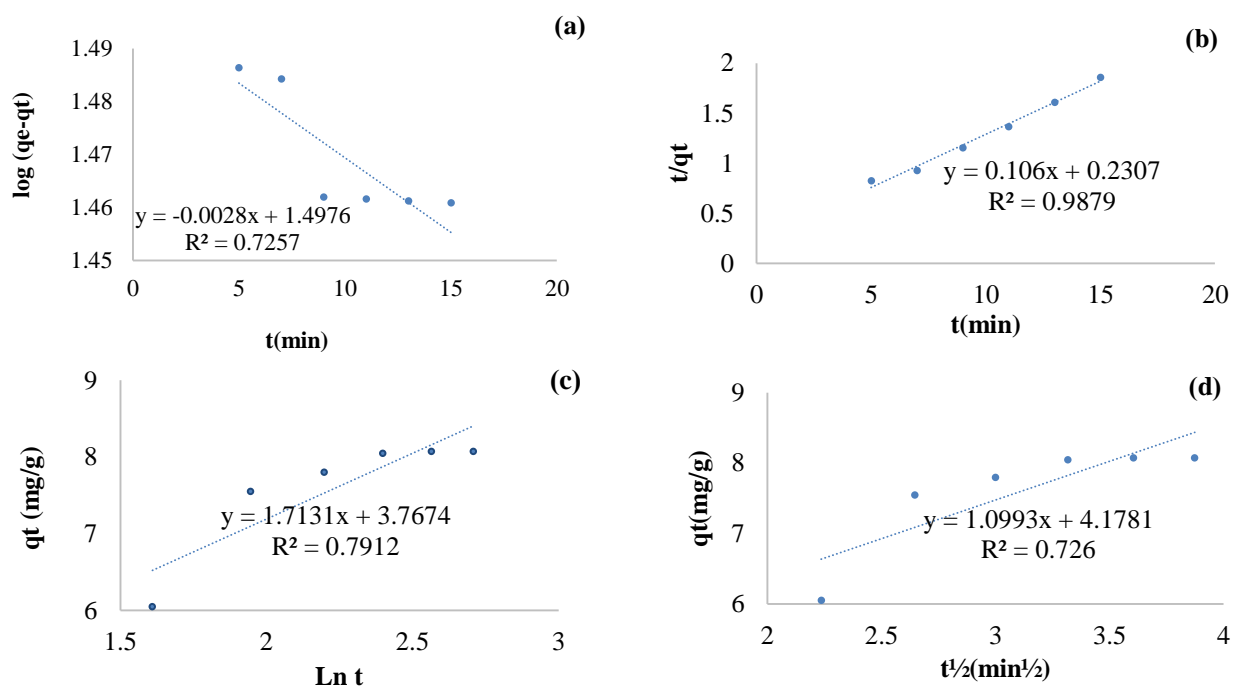 (a)
log (qe-qt)
1.49
1.48
1.47
1.46
1.45
y = -0.0028x + 1.4976
R² = 0.7257
0
5
10
15
20
t(min)
(b)
t/qt
2
1.5
1
0.5
0
y = 0.106x + 0.2307
R² = 0.9879
0
5
10
15
20
t(min)
(c)
qt (mg/g)
9
8
7
6
y = 1.7131x + 3.7674
R² = 0.7912
1.5
2
2.5
3
Ln t
(d)
qt(mg/g)
9
8
7
6
y = 1.0993x + 4.1781
R² = 0.726
2
2.5
3
3.5
4
t½(min½)